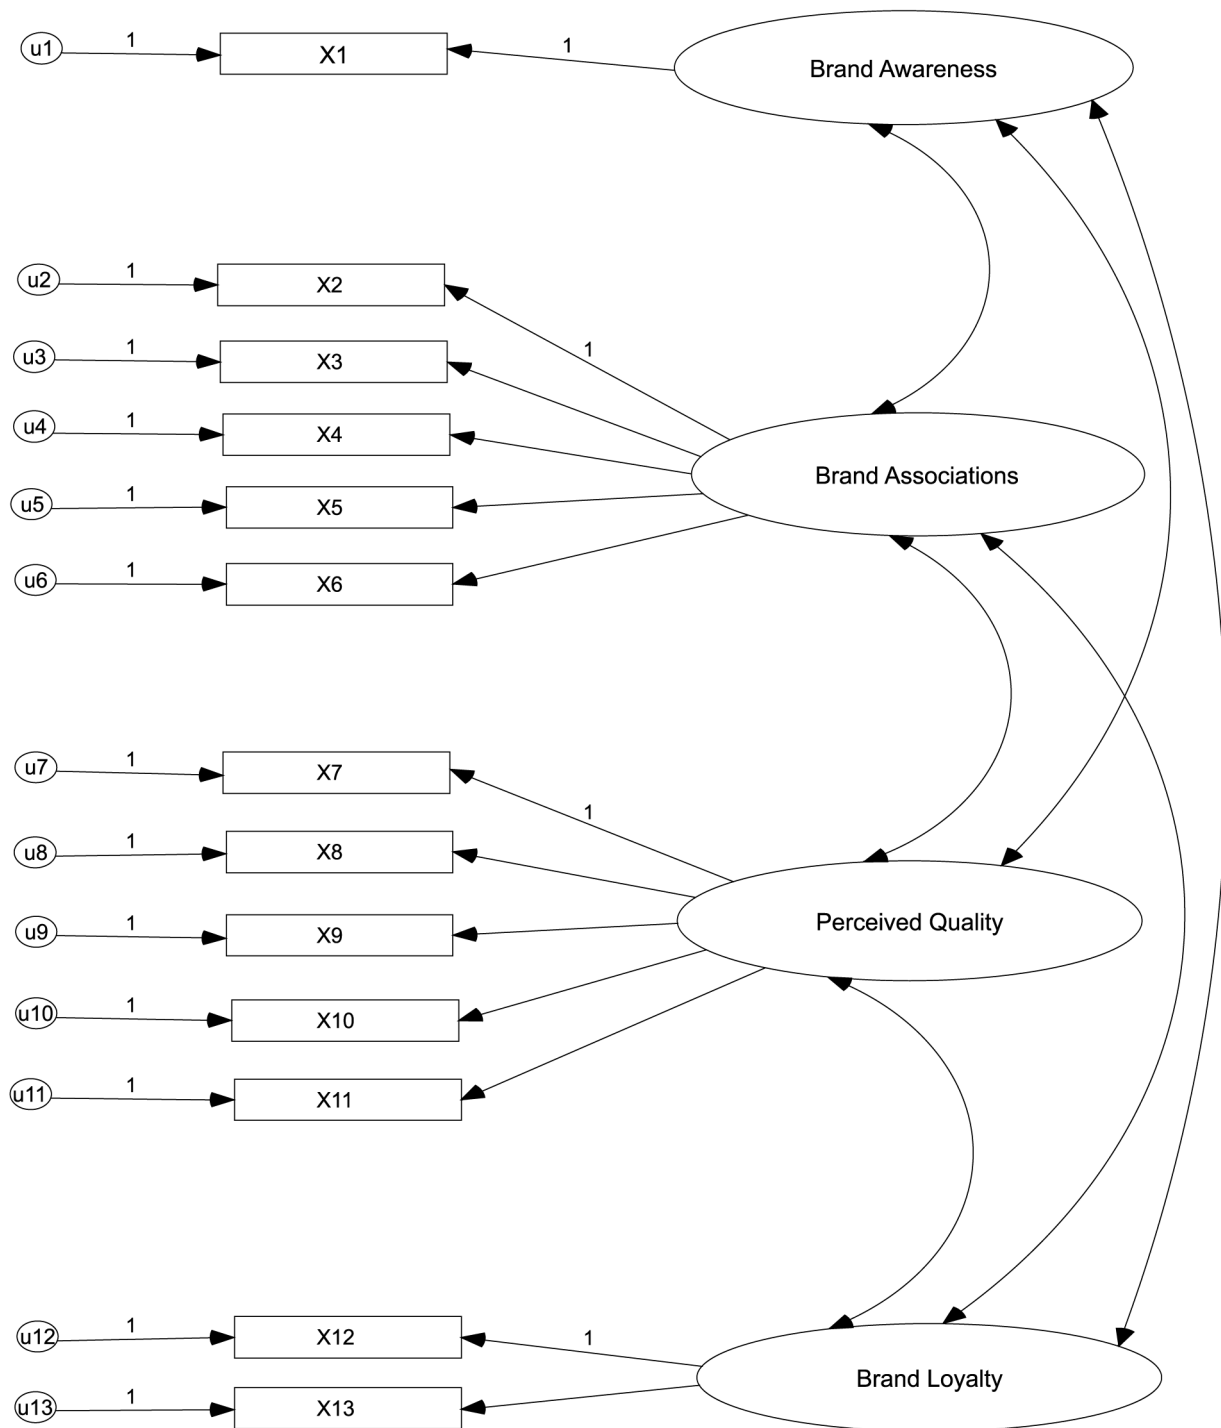 u1 1 X1 1 Brand Awareness
u2 1 X2
1
u3 1 X3
u4 1 X4
Brand Associations
u5 1 X5
u6 1 X6
u7 1 X7
1
u8 1 X8
u9 1 X9
Perceived Quality
u10 1 X10
u11 1 X11
u12 1 X12 1
Brand Loyalty
u13 1 X13